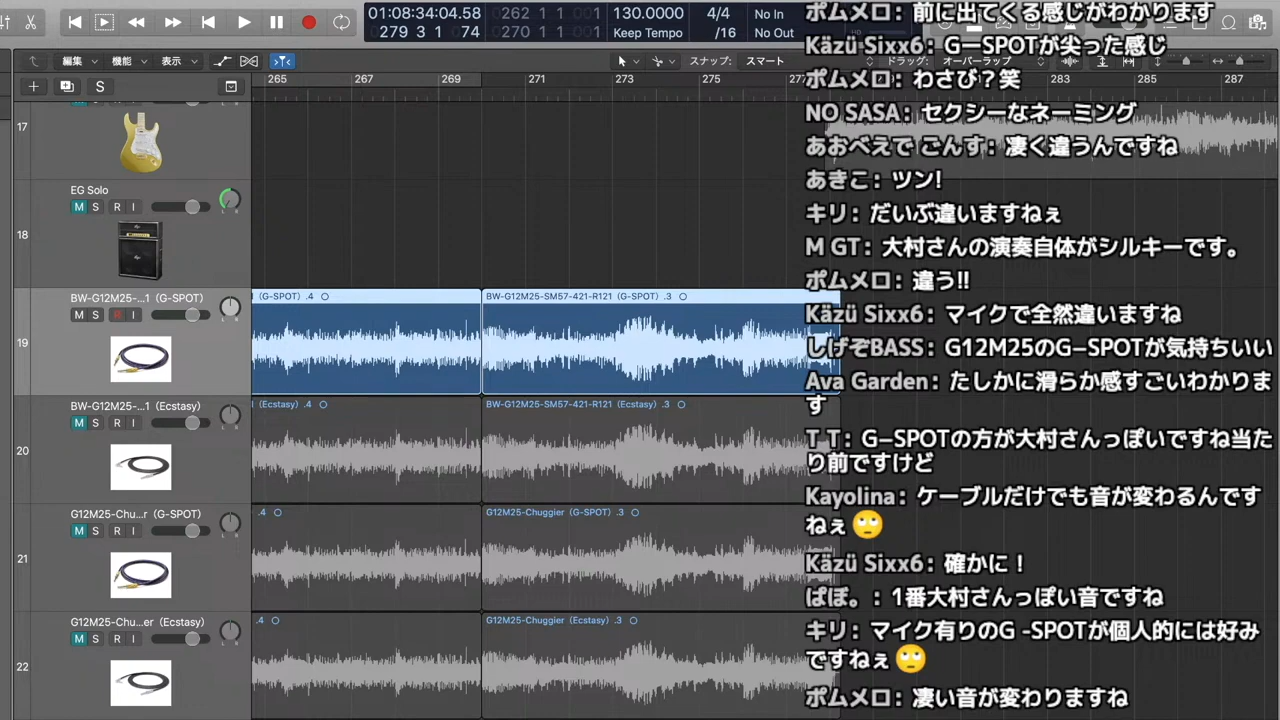 01:08:34:04.58
0262 1 1 001
279 3 1 074
0270 1 1 001
130.0000
Keep Tempo
4/4
/16
No In
No Out
HD
編集
機能
表示
スナップ:
スマート
ドラッグ:
オーバーラップ
S
265
267
269
271
273
275
277
283
285
287
17
EG Solo
M S R I
L R
18
BW-G12M25-...1（G-SPOT）
M S R I
L R
19
BW-G12M25-...1（Ecstasy）
M S R I
L R
20
G12M25-Chu...r（G-SPOT）
M S R I
L R
21
G12M25-Chu...er（Ecstasy）
M S R I
L R
22
1（G-SPOT）.4
BW-G12M25-SM57-421-R121（G-SPOT）.3
1（Ecstasy）.4
BW-G12M25-SM57-421-R121（Ecstasy）.3
.4
G12M25-Chuggier（G-SPOT）.3
.4
G12M25-Chuggier（Ecstasy）.3
ポムメロ: 前に出てくる感じがわかります
Käzü Sixx6: GーSPOTが尖った感じ
ポムメロ: わさび？笑
NO SASA: セクシーなネーミング
あおべえで ごんす: 凄く違うんですね
あきこ: ツン!
キリ: だいぶ違いますねぇ
M GT: 大村さんの演奏自体がシルキーです。
ポムメロ: 違う!!
Käzü Sixx6: マイクで全然違いますね
しげぞBASS: G12M25のG−SPOTが気持ちいい
Ava Garden: たしかに滑らか感すごいわかりま
す
T T: G−SPOTの方が大村さんっぽいですね当た
り前ですけど
Kayolina: ケーブルだけでも音が変わるんです
ねぇ🙄
Käzü Sixx6: 確かに！
ぱぽ。: 1番大村さんっぽい音ですね
キリ: マイク有りのG -SPOTが個人的には好み
ですねぇ🙄
ポムメロ: 凄い音が変わりますね